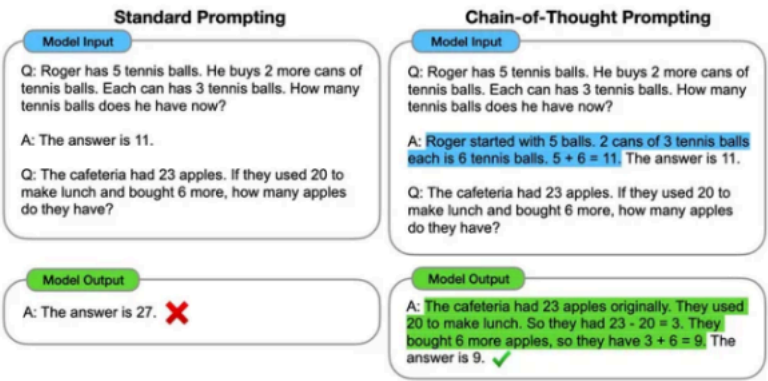 Standard Prompting
Model Input
Q: Roger has 5 tennis balls. He buys 2 more cans of
tennis balls. Each can has 3 tennis balls. How many
tennis balls does he have now?
A: The answer is 11.
Q: The cafeteria had 23 apples. If they used 20 to
make lunch and bought 6 more, how many apples
do they have?
Model Output
A: The answer is 27.
Chain-of-Thought Prompting
Model Input
Q: Roger has 5 tennis balls. He buys 2 more cans of
tennis balls. Each can has 3 tennis balls. How many
tennis balls does he have now?
A: Roger started with 5 balls. 2 cans of 3 tennis balls
each is 6 tennis balls. 5 + 6 = 11. The answer is 11.
Q: The cafeteria had 23 apples. If they used 20 to
make lunch and bought 6 more, how many apples
do they have?
Model Output
A: The cafeteria had 23 apples originally. They used
20 to make lunch. So they had 23 - 20 = 3. They
bought 6 more apples, so they have 3 + 6 = 9. The
answer is 9.